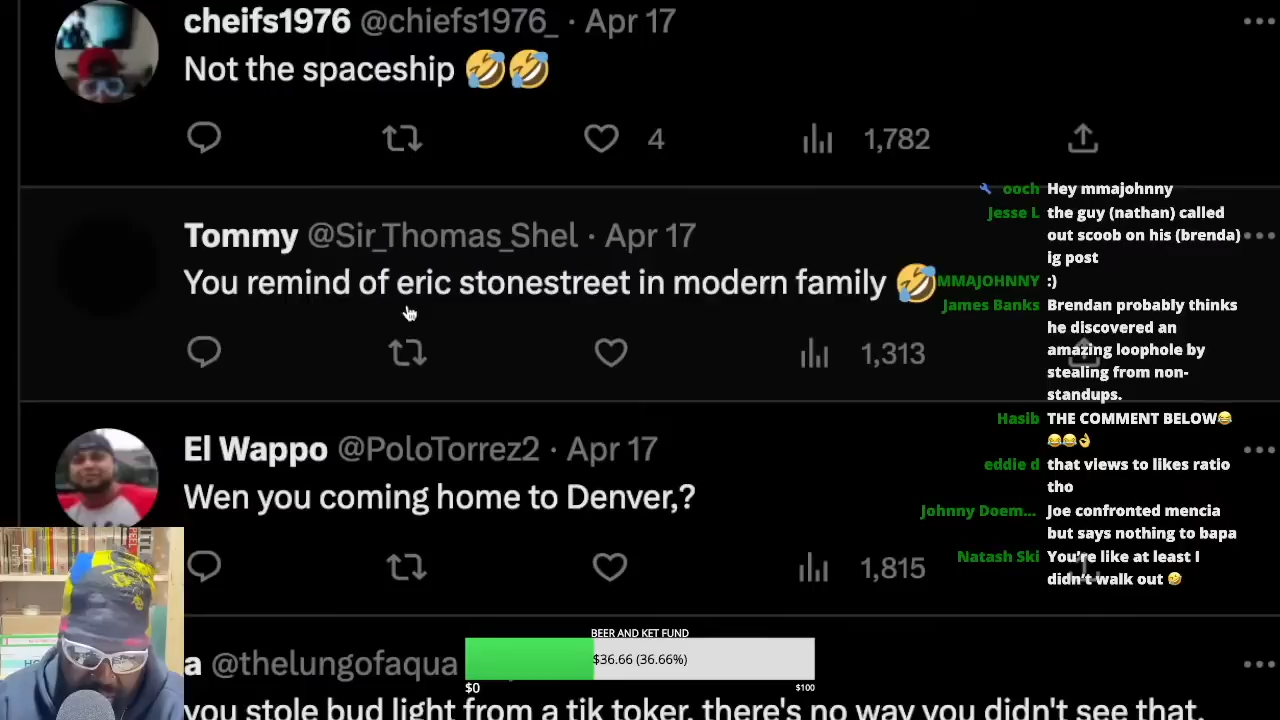 cheifs1976 @chiefs1976_ · Apr 17
Not the spaceship 🤣🤣
4
1,782
Tommy @Sir_Thomas_Shel · Apr 17
You remind of eric stonestreet in modern family 🤣
1,313
El Wappo @PoloTorrez2 · Apr 17
Wen you coming home to Denver,?
1,815
a @thelungofaqua
you stole bud light from a tik toker. there's no way you didn't see that.
ooch Hey mmajohnny
Jesse L the guy (nathan) called
out scoob on his (brenda)
ig post
MMAJOHNNY :)
James Banks Brendan probably thinks
he discovered an
amazing loophole by
stealing from non-
standups.
Hasib THE COMMENT BELOW😂
😂😂👌
eddie d that views to likes ratio
tho
Johnny Doem... Joe confronted mencia
but says nothing to bapa
Natash Ski You're like at least I
didn't walk out 🤣
BEER AND KET FUND
$36.66 (36.66%)
$0
$100